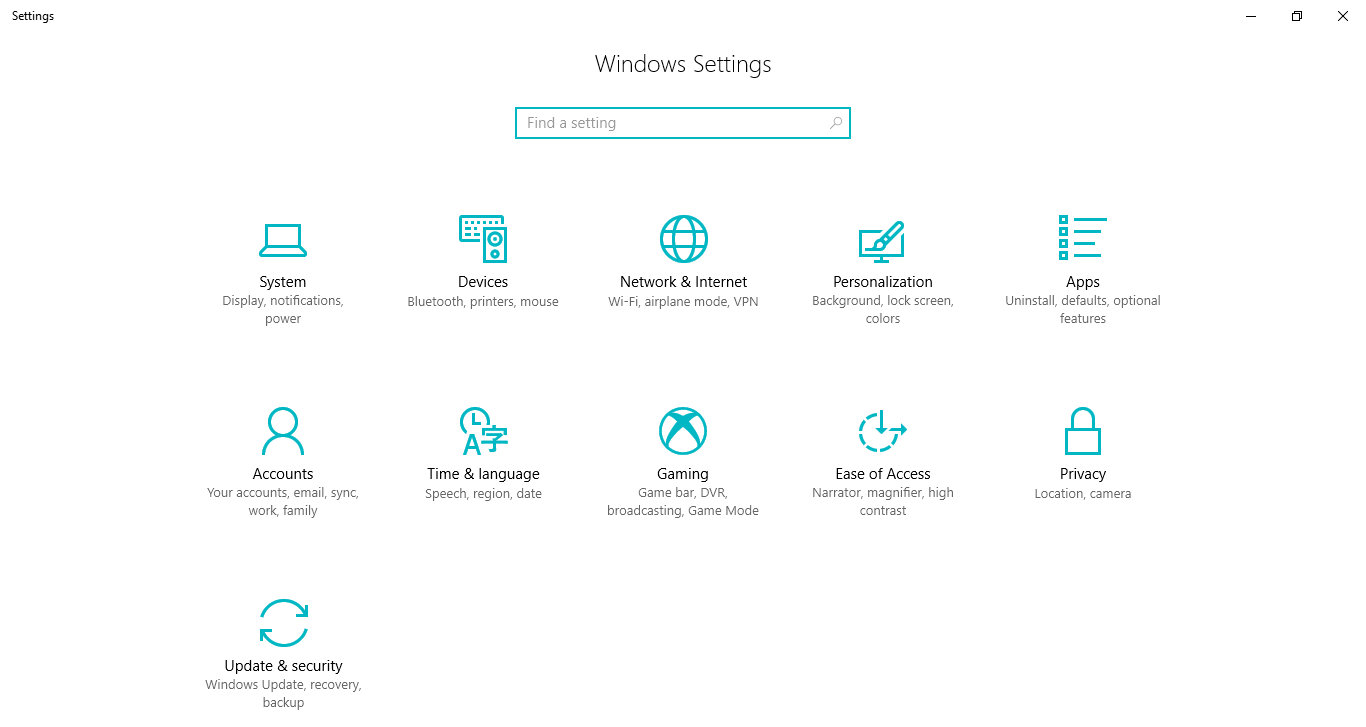 Settings
Windows Settings
Find a setting
System
Display, notifications,
power
Devices
Bluetooth, printers, mouse
Network & Internet
Wi-Fi, airplane mode, VPN
Personalization
Background, lock screen,
colors
Apps
Uninstall, defaults, optional
features
Accounts
Your accounts, email, sync,
work, family
Time & language
Speech, region, date
Gaming
Game bar, DVR,
broadcasting, Game Mode
Ease of Access
Narrator, magnifier, high
contrast
Privacy
Location, camera
Update & security
Windows Update, recovery,
backup